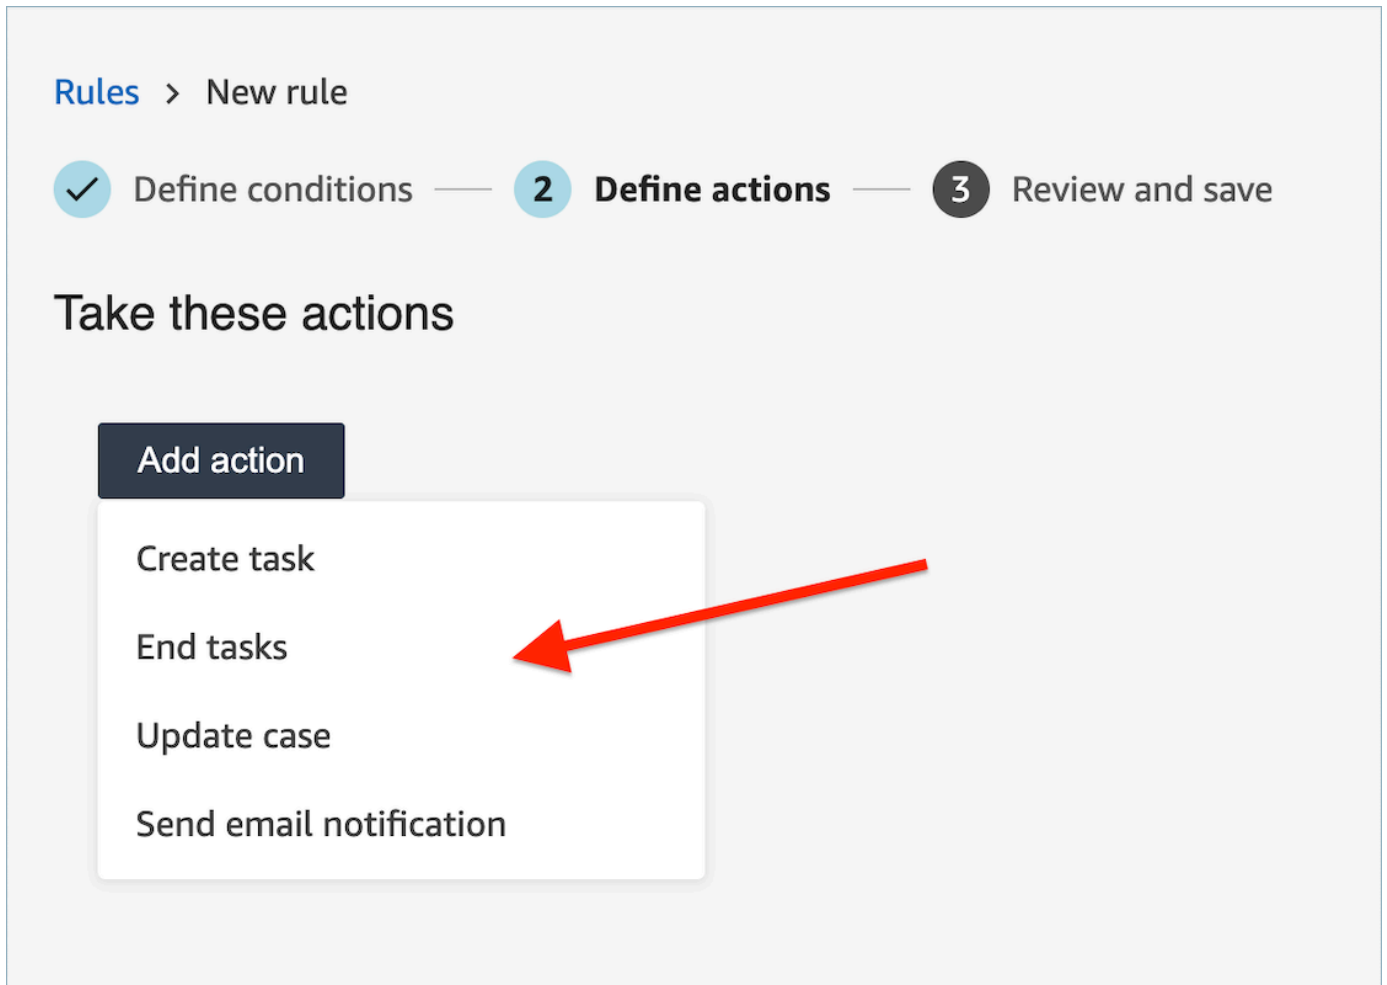 Rules > New rule
Define conditions 2 Define actions 3 Review and save
Take these actions
Add action
Create task
End tasks
Update case
Send email notification